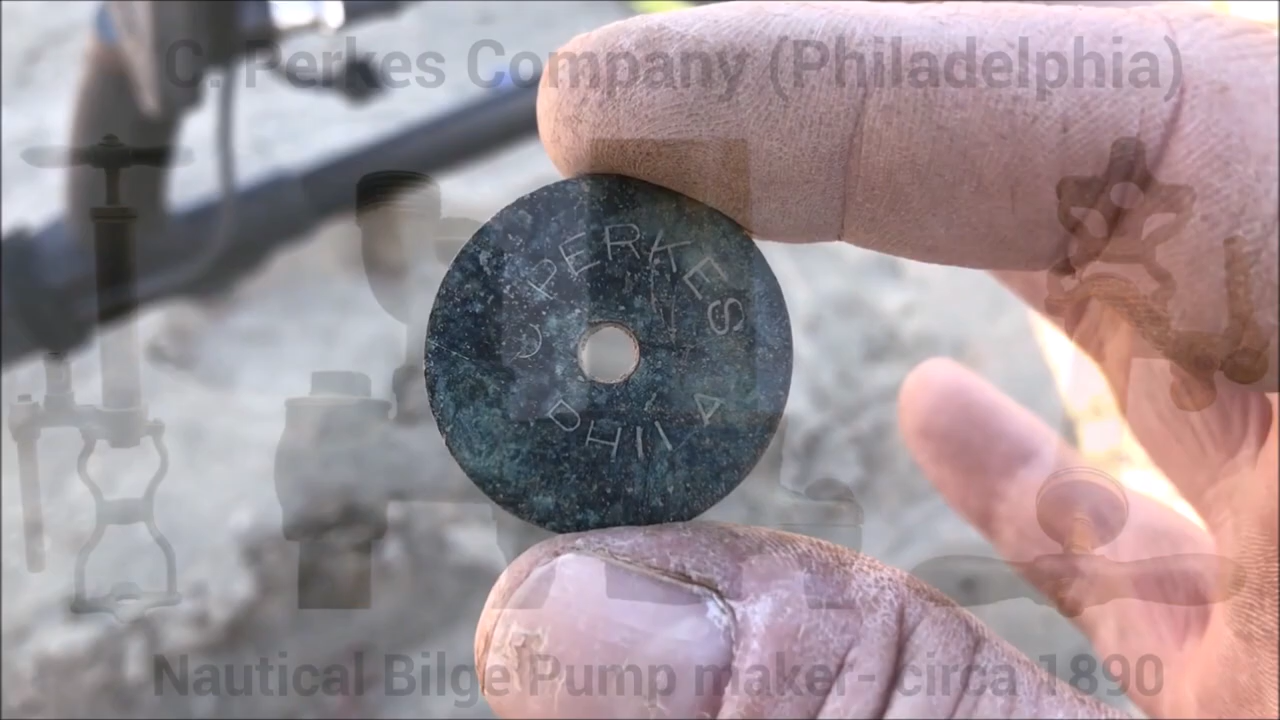 C. Perkes Company (Philadelphia)
C PERKES
PHILA
Nautical Bilge Pump maker- circa 1890